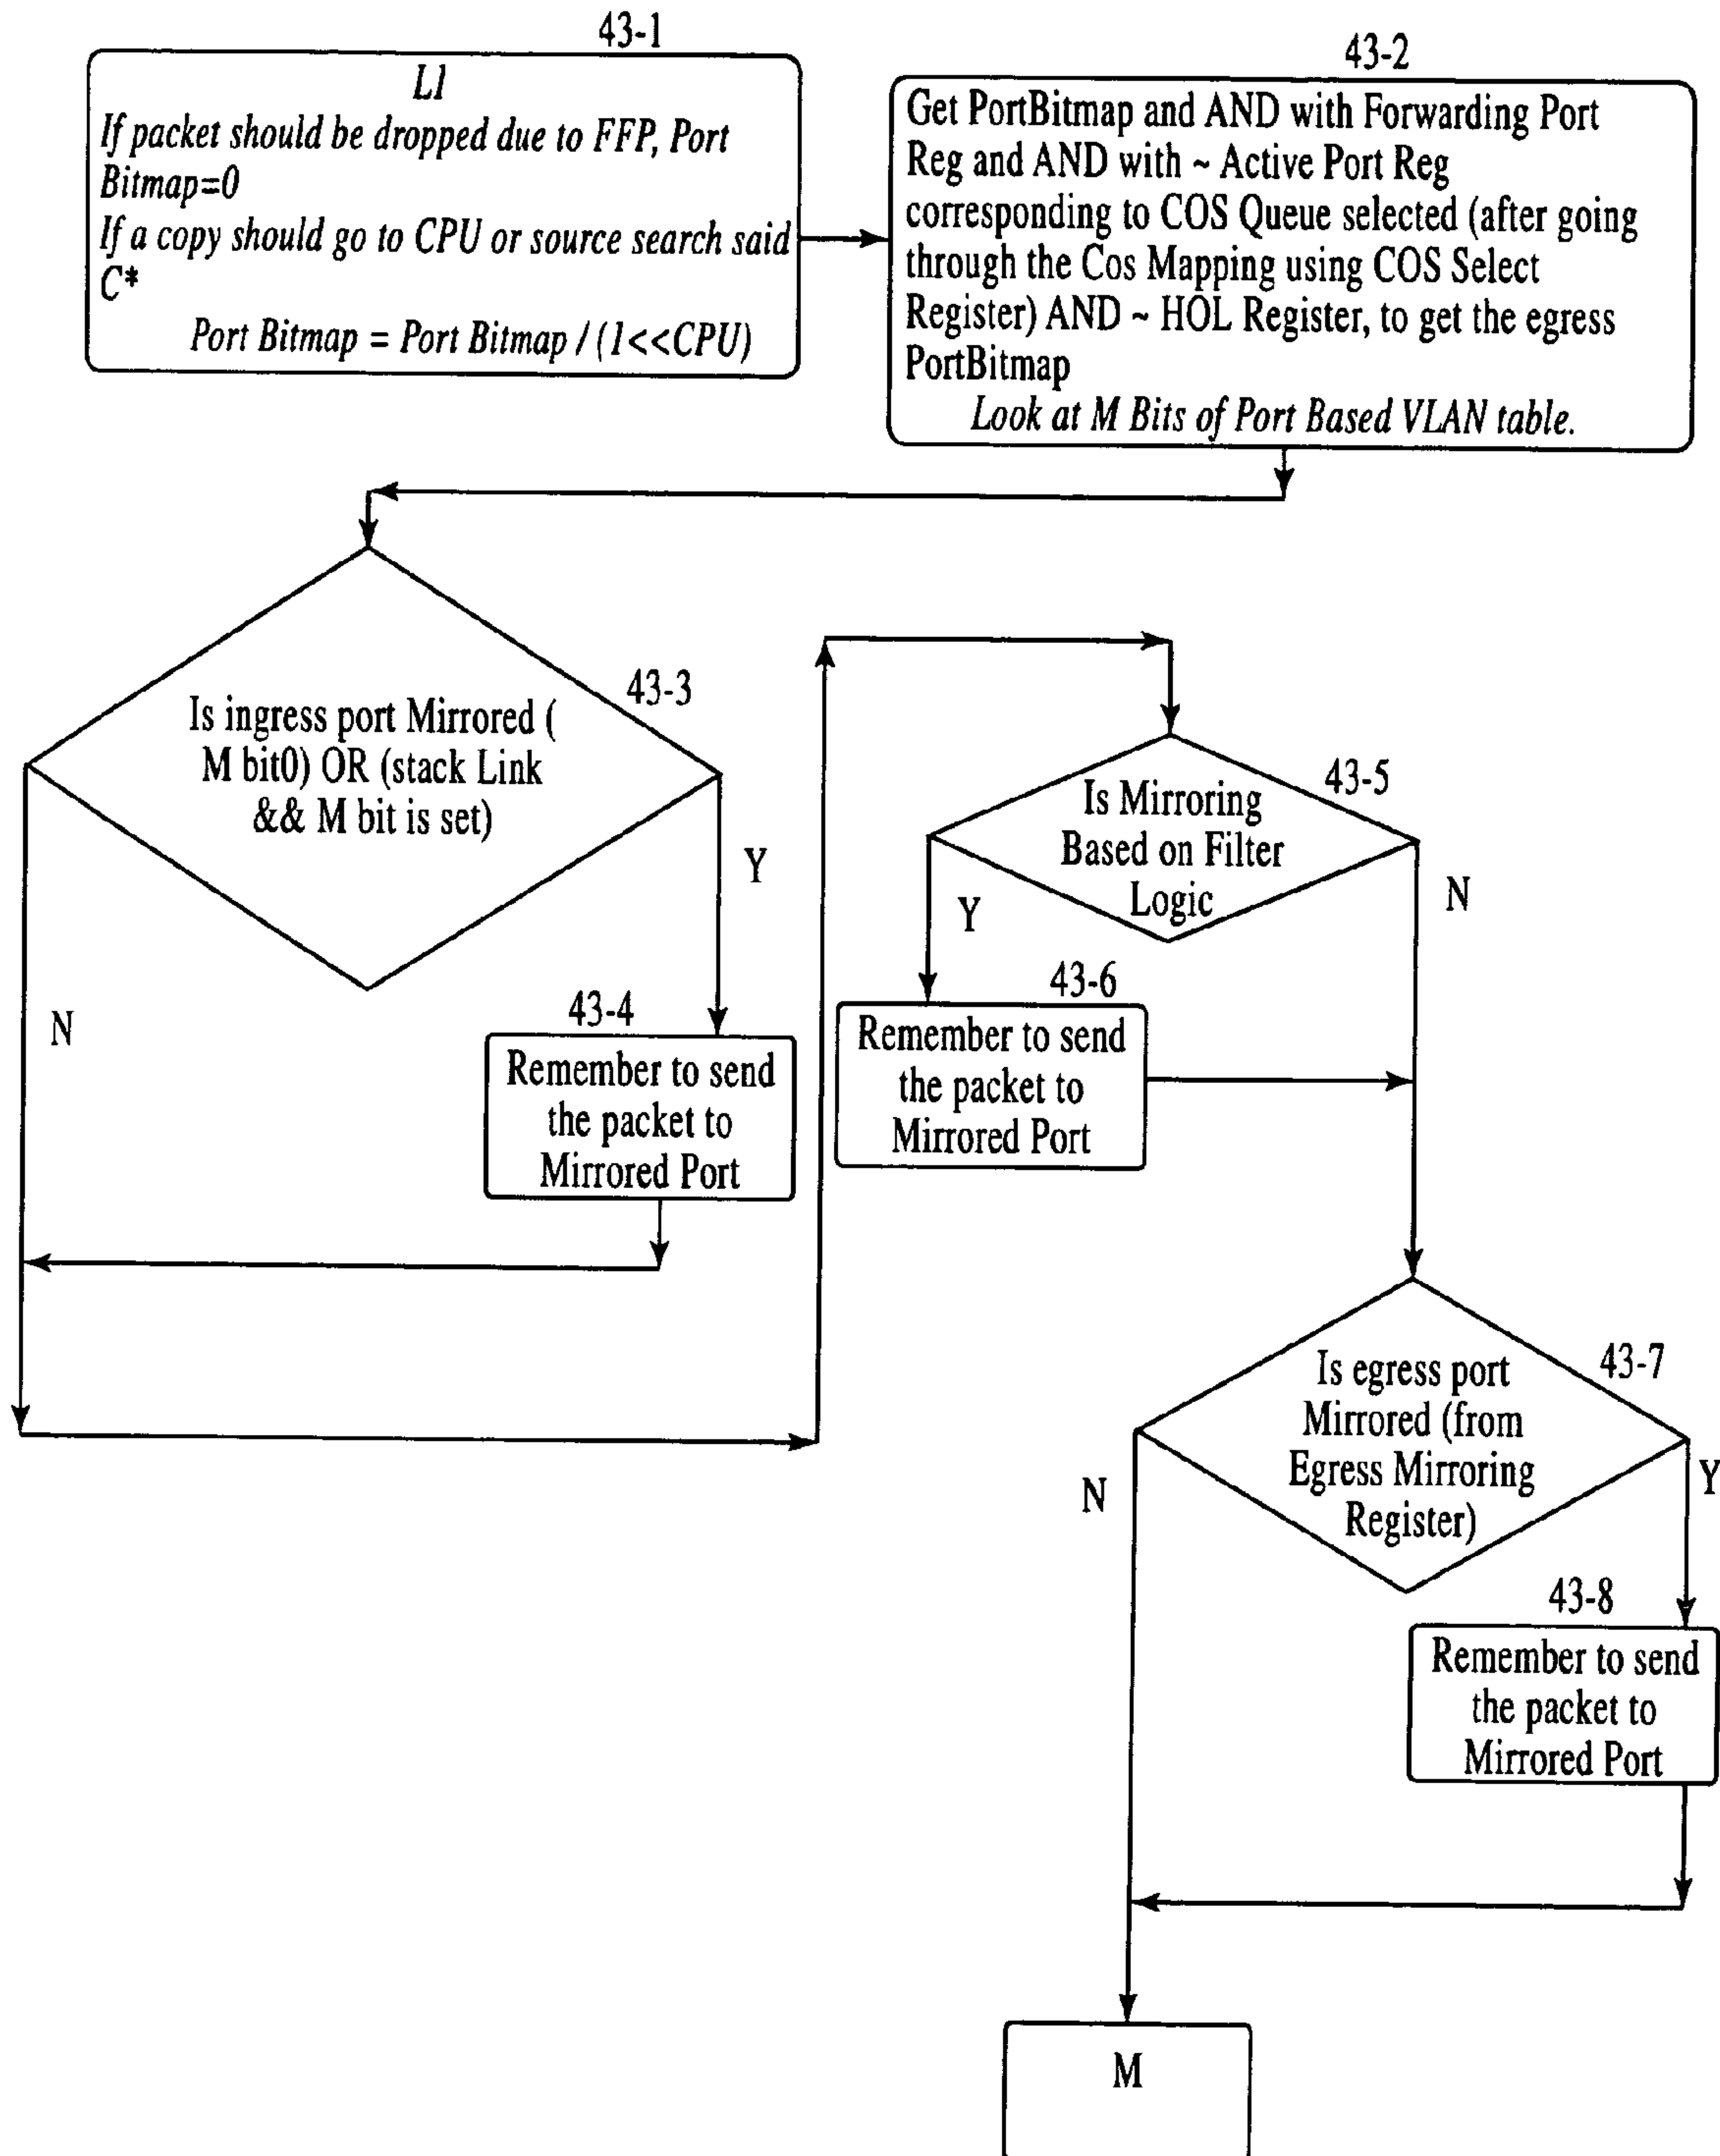 43-1
L1
If packet should be dropped due to FFP, Port
Bitmap=0
If a copy should go to CPU or source search said
C*
Port Bitmap = Port Bitmap / (1<<CPU)
43-2
Get PortBitmap and AND with Forwarding Port
Reg and AND with ~ Active Port Reg
corresponding to COS Queue selected (after going
through the Cos Mapping using COS Select
Register) AND ~ HOL Register, to get the egress
PortBitmap
Look at M Bits of Port Based VLAN table.
43-3
Is ingress port Mirrored (
M bit0) OR (stack Link
&& M bit is set)
Y
N
43-4
Remember to send
the packet to
Mirrored Port
43-5
Is Mirroring
Based on Filter
Logic
Y
N
43-6
Remember to send
the packet to
Mirrored Port
43-7
Is egress port
Mirrored (from
Egress Mirroring
Register)
N
Y
43-8
Remember to send
the packet to
Mirrored Port
M